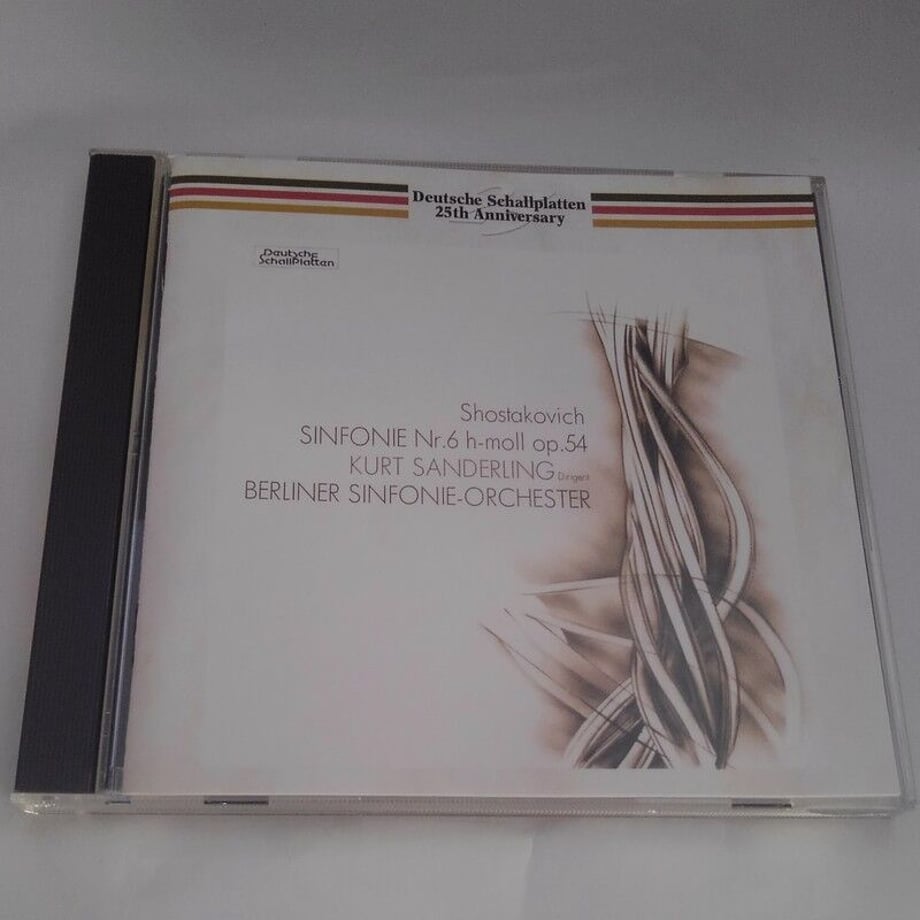 Deutsche Schallplatten
25th Anniversary
Deutsche
SchallPlatten
Shostakovich
SINFONIE Nr.6 h-moll op.54
KURT SANDERLING Dirigent
BERLINER SINFONIE-ORCHESTER